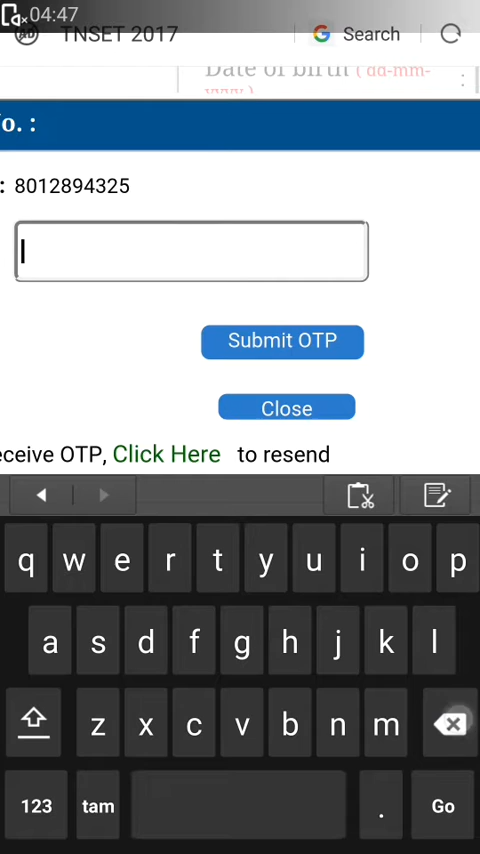 04:47
TNSET 2017
Search
Date of birth ( dd-mm-
yyyy ) :
o. :
: 8012894325
Submit OTP
Close
eceive OTP, Click Here to resend
q w e r t y u i o p
a s d f g h j k l
z x c v b n m
123 tam . Go